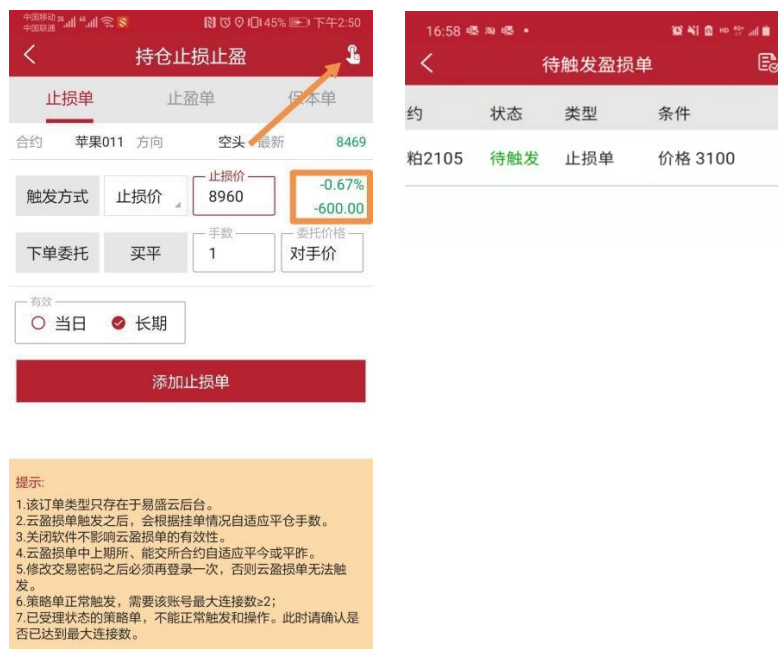 中国移动 26 46
中国联通 45% 下午2:50
持仓止损止盈
止损单 止盈单 保本单
合约 苹果011 方向 空头 最新 8469
止损价
触发方式 止损价 8960 -0.67%
-600.00
手数 委托价格
下单委托 买平 1 对手价
有效
当日 长期
添加止损单
提示:
1.该订单类型只存在于易盛云后台。
2.云盈损单触发之后，会根据挂单情况自适应平仓手数。
3.关闭软件不影响云盈损单的有效性。
4.云盈损单中上期所、能交所合约自适应平今或平昨。
5.修改交易密码之后必须再登录一次，否则云盈损单无法触
发。
6.策略单正常触发，需要该账号最大连接数≥2;
7.已受理状态的策略单，不能正常触发和操作。此时请确认是
否已达到最大连接数。
16:58
待触发盈损单
约 状态 类型 条件
粕2105 待触发 止损单 价格 3100